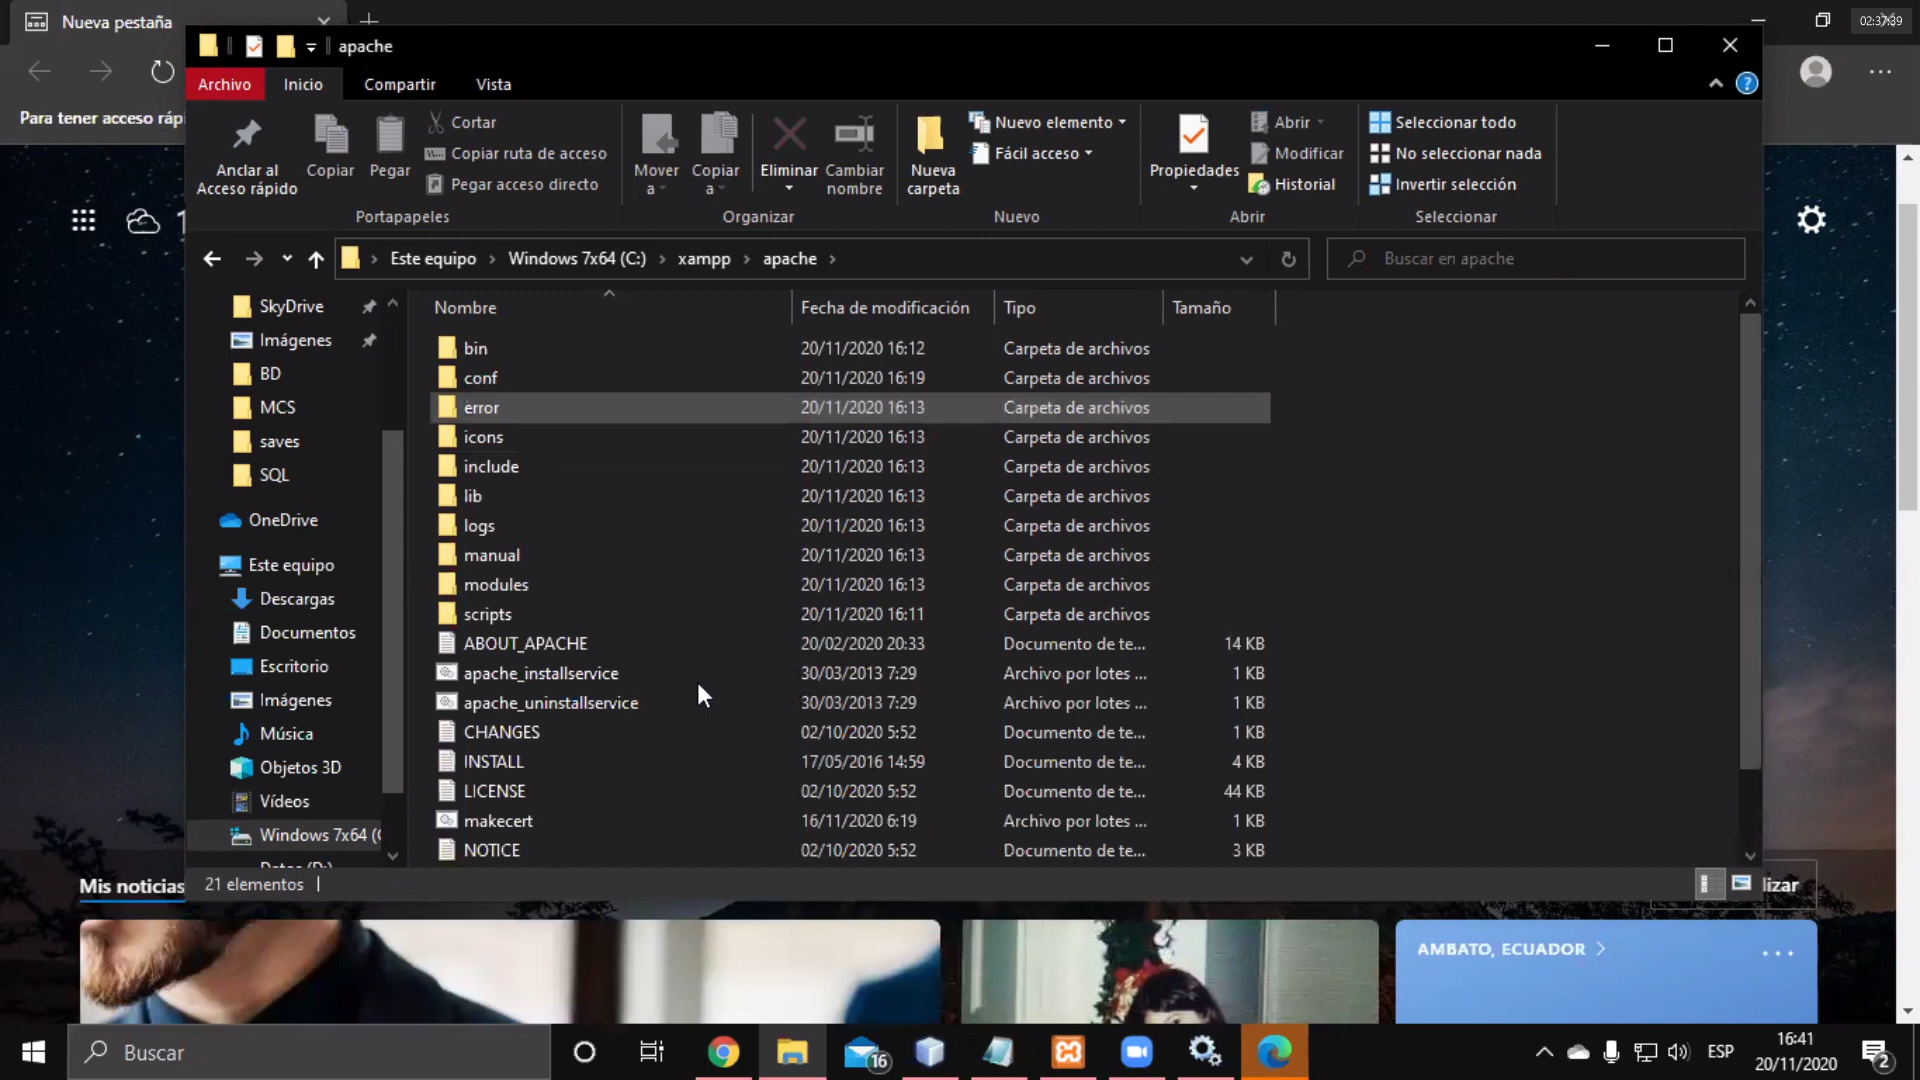 Nueva pestaña
02:37:39
apache
Archivo
Inicio
Compartir
Vista
Para tener acceso rápi
Anclar al
Acceso rápido
Copiar
Pegar
Cortar
Copiar ruta de acceso
Pegar acceso directo
Portapapeles
Mover
a
Copiar
a
Eliminar
Cambiar
nombre
Organizar
Nueva
carpeta
Nuevo elemento
Fácil acceso
Nuevo
Propiedades
Abrir
Modificar
Historial
Abrir
Seleccionar todo
No seleccionar nada
Invertir selección
Seleccionar
Este equipo > Windows 7x64 (C:) > xampp > apache >
Buscar en apache
SkyDrive
Imágenes
BD
MCS
saves
SQL
OneDrive
Este equipo
Descargas
Documentos
Escritorio
Imágenes
Música
Objetos 3D
Vídeos
Windows 7x64 (
Nombre Fecha de modificación Tipo Tamaño
bin 20/11/2020 16:12 Carpeta de archivos
conf 20/11/2020 16:19 Carpeta de archivos
error 20/11/2020 16:13 Carpeta de archivos
icons 20/11/2020 16:13 Carpeta de archivos
include 20/11/2020 16:13 Carpeta de archivos
lib 20/11/2020 16:13 Carpeta de archivos
logs 20/11/2020 16:13 Carpeta de archivos
manual 20/11/2020 16:13 Carpeta de archivos
modules 20/11/2020 16:13 Carpeta de archivos
scripts 20/11/2020 16:11 Carpeta de archivos
ABOUT_APACHE 20/02/2020 20:33 Documento de te... 14 KB
apache_installservice 30/03/2013 7:29 Archivo por lotes ... 1 KB
apache_uninstallservice 30/03/2013 7:29 Archivo por lotes ... 1 KB
CHANGES 02/10/2020 5:52 Documento de te... 1 KB
INSTALL 17/05/2016 14:59 Documento de te... 4 KB
LICENSE 02/10/2020 5:52 Documento de te... 44 KB
makecert 16/11/2020 6:19 Archivo por lotes ... 1 KB
NOTICE 02/10/2020 5:52 Documento de te... 3 KB
21 elementos
Mis noticias
lizar
AMBATO, ECUADOR >
Buscar
16
ESP
16:41
20/11/2020
2